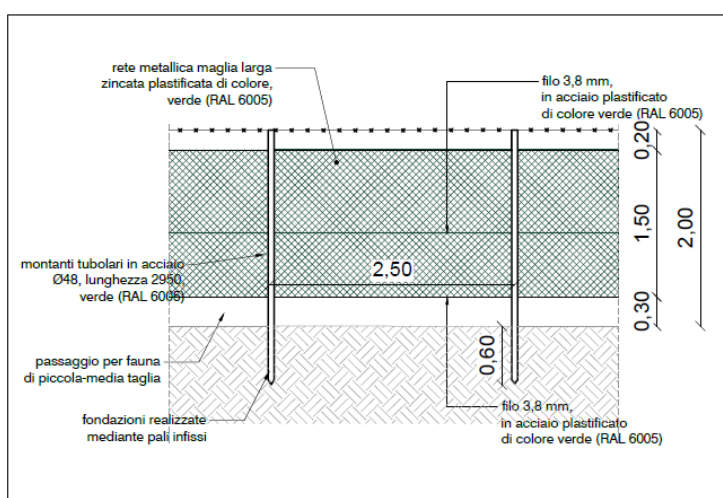 rete metallica maglia larga
zincata plastificata di colore,
verde (RAL 6005)
filo 3,8 mm,
in acciaio plastificato
di colore verde (RAL 6005)
0,20
1,50
2,00
0,30
montanti tubolari in acciaio
Ø48, lunghezza 2950,
verde (RAL 6005)
2,50
0,60
passaggio per fauna
di piccola-media taglia
fondazioni realizzate
mediante pali infissi
filo 3,8 mm,
in acciaio plastificato
di colore verde (RAL 6005)